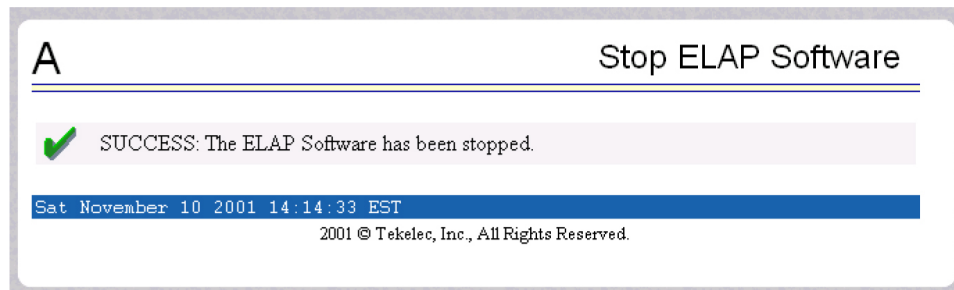 A Stop ELAP Software
SUCCESS: The ELAP Software has been stopped.
Sat November 10 2001 14:14:33 EST
2001 © Tekelec, Inc., All Rights Reserved.